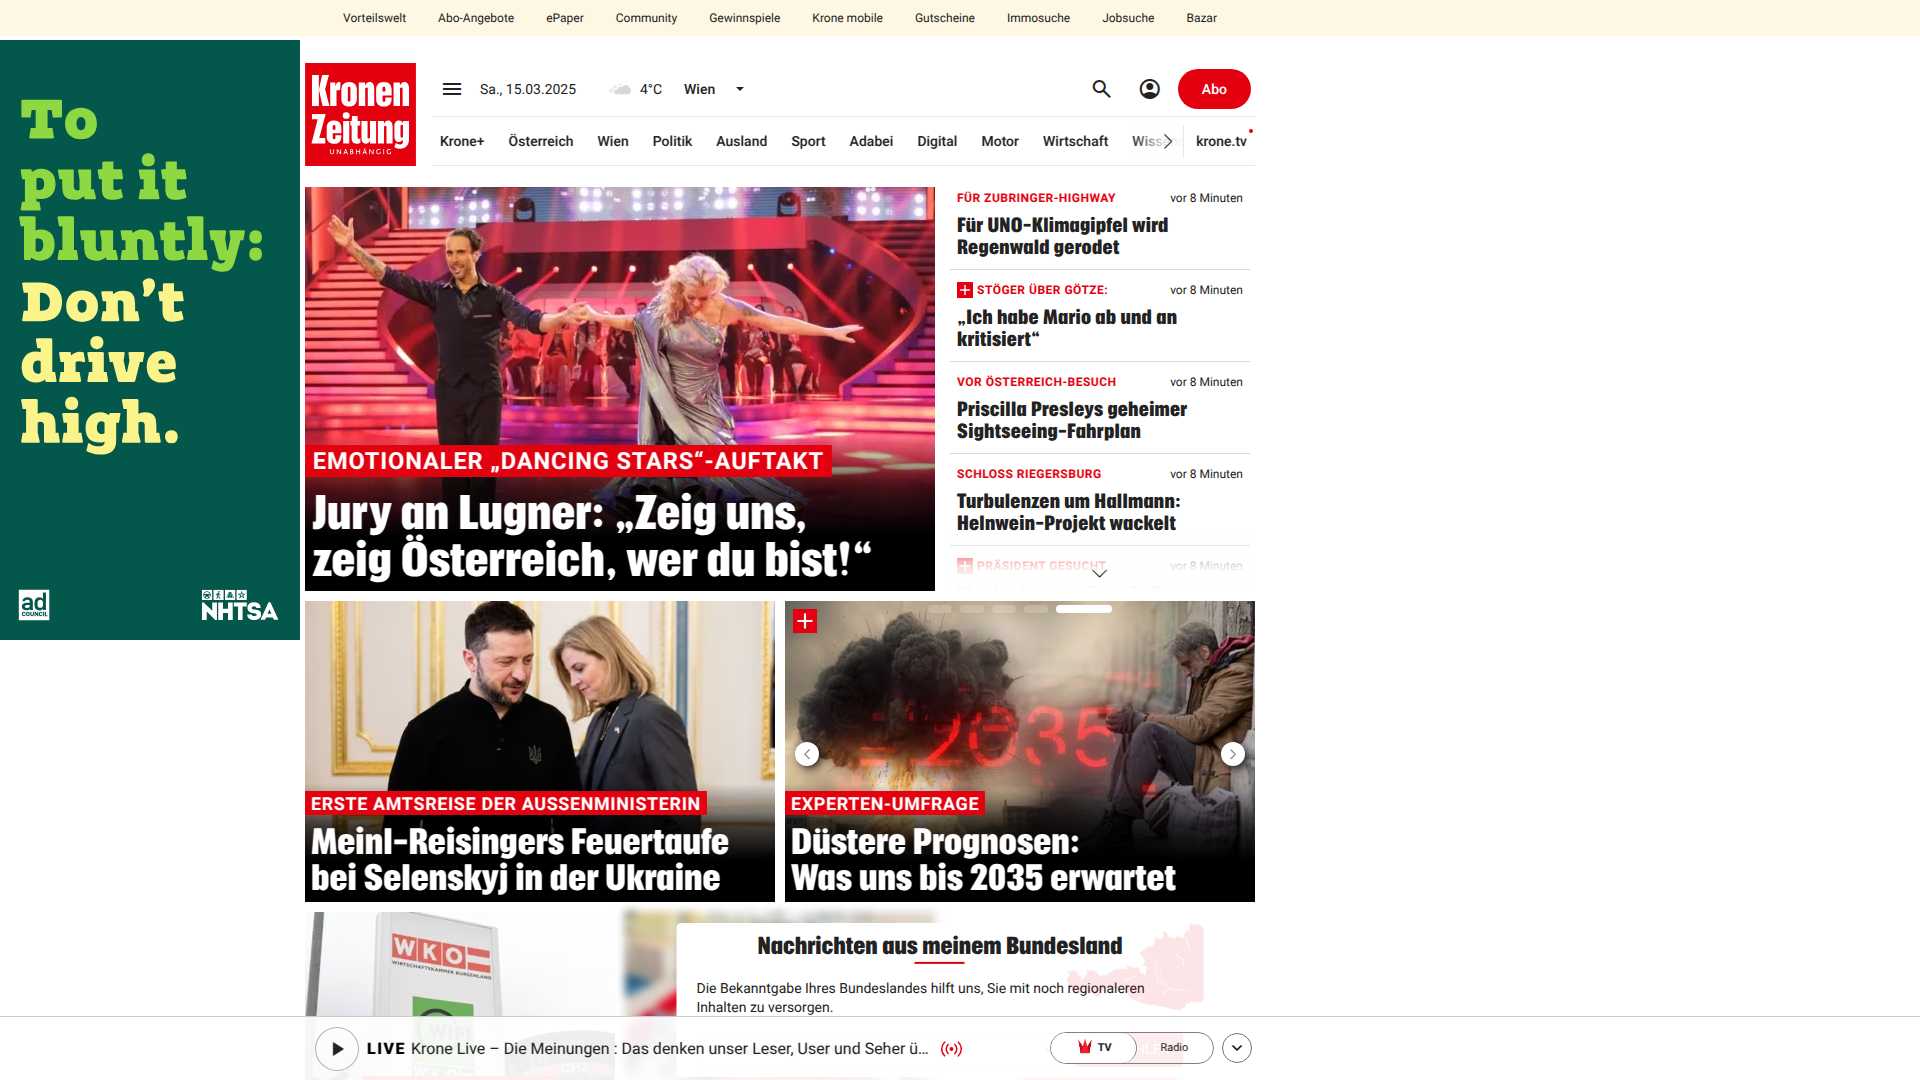 Vorteilswelt Abo-Angebote ePaper Community Gewinnspiele Krone mobile Gutscheine Immosuche Jobsuche Bazar
To
put it
bluntly:
Don't
drive
high.
ad
COUNCIL
NHTSA
Kronen
Zeitung
UNABHÄNGIG
Sa., 15.03.2025 4°C Wien Abo
Krone+ Österreich Wien Politik Ausland Sport Adabei Digital Motor Wirtschaft Wiss krone.tv
EMOTIONALER „DANCING STARS“-AUFTAKT
Jury an Lugner: „Zeig uns,
zeig Österreich, wer du bist!“
FÜR ZUBRINGER-HIGHWAY vor 8 Minuten
Für UNO-Klimagipfel wird
Regenwald gerodet
STÖGER ÜBER GÖTZE: vor 8 Minuten
„Ich habe Mario ab und an
kritisiert“
VOR ÖSTERREICH-BESUCH vor 8 Minuten
Priscilla Presleys geheimer
Sightseeing-Fahrplan
SCHLOSS RIEGERSBURG vor 8 Minuten
Turbulenzen um Hallmann:
Helnwein-Projekt wackelt
PRÄSIDENT GESUCHT vor 8 Minuten
ERSTE AMTSREISE DER AUSSENMINISTERIN
Meinl-Reisingers Feuertaufe
bei Selenskyj in der Ukraine
2035
EXPERTEN-UMFRAGE
Düstere Prognosen:
Was uns bis 2035 erwartet
WKO
WIRTSCHAFTSKAMMER BURGENLAND
Nachrichten aus meinem Bundesland
Die Bekanntgabe Ihres Bundeslandes hilft uns, Sie mit noch regionaleren
Inhalten zu versorgen.
LIVE Krone Live – Die Meinungen : Das denken unser Leser, User und Seher ü...
TV Radio